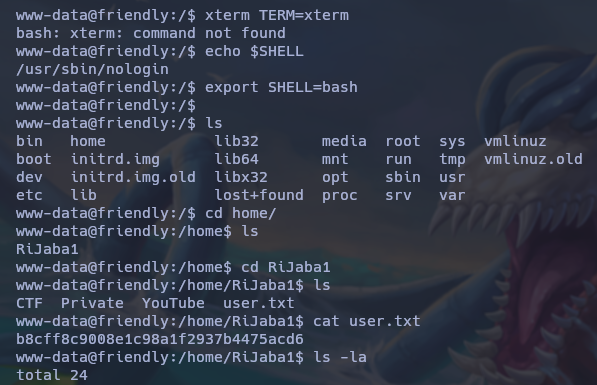 www-data@friendly:/$ xterm TERM=xterm
bash: xterm: command not found
www-data@friendly:/$ echo $SHELL
/usr/sbin/nologin
www-data@friendly:/$ export SHELL=bash
www-data@friendly:/$
www-data@friendly:/$ ls
bin   home            lib32       media  root  sys  vmlinuz
boot  initrd.img      lib64       mnt    run   tmp  vmlinuz.old
dev   initrd.img.old  libx32      opt    sbin  usr
etc   lib             lost+found  proc   srv   var
www-data@friendly:/$ cd home/
www-data@friendly:/home$ ls
RiJaba1
www-data@friendly:/home$ cd RiJaba1
www-data@friendly:/home/RiJaba1$ ls
CTF  Private  YouTube  user.txt
www-data@friendly:/home/RiJaba1$ cat user.txt
b8cff8c9008e1c98a1f2937b4475acd6
www-data@friendly:/home/RiJaba1$ ls -la
total 24